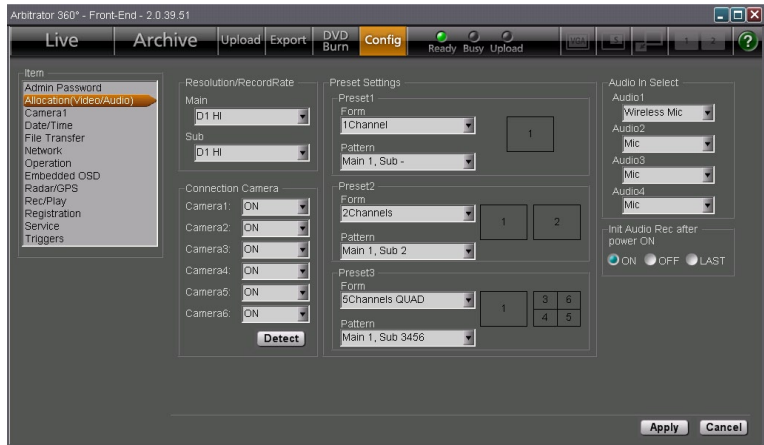 Arbitrator 360° - Front-End - 2.0.39.51
Live Archive Upload Export DVD Burn Config Ready Busy Upload ?
Item
Admin Password
Allocation(Video/Audio)
Camera1
Date/Time
File Transfer
Network
Operation
Embedded OSD
Radar/GPS
Rec/Play
Registration
Service
Triggers
Resolution/RecordRate
Main
D1 HI
Sub
D1 HI
Connection Camera
Camera1: ON
Camera2: ON
Camera3: ON
Camera4: ON
Camera5: ON
Camera6: ON
Detect
Preset Settings
Preset1
Form
1Channel
Pattern
Main 1, Sub -
1
Preset2
Form
2Channels
Pattern
Main 1, Sub 2
1 2
Preset3
Form
5Channels QUAD
Pattern
Main 1, Sub 3456
1 3 6
4 5
Audio In Select
Audio1
Wireless Mic
Audio2
Mic
Audio3
Mic
Audio4
Mic
Init Audio Rec after
power ON
ON OFF LAST
Apply Cancel